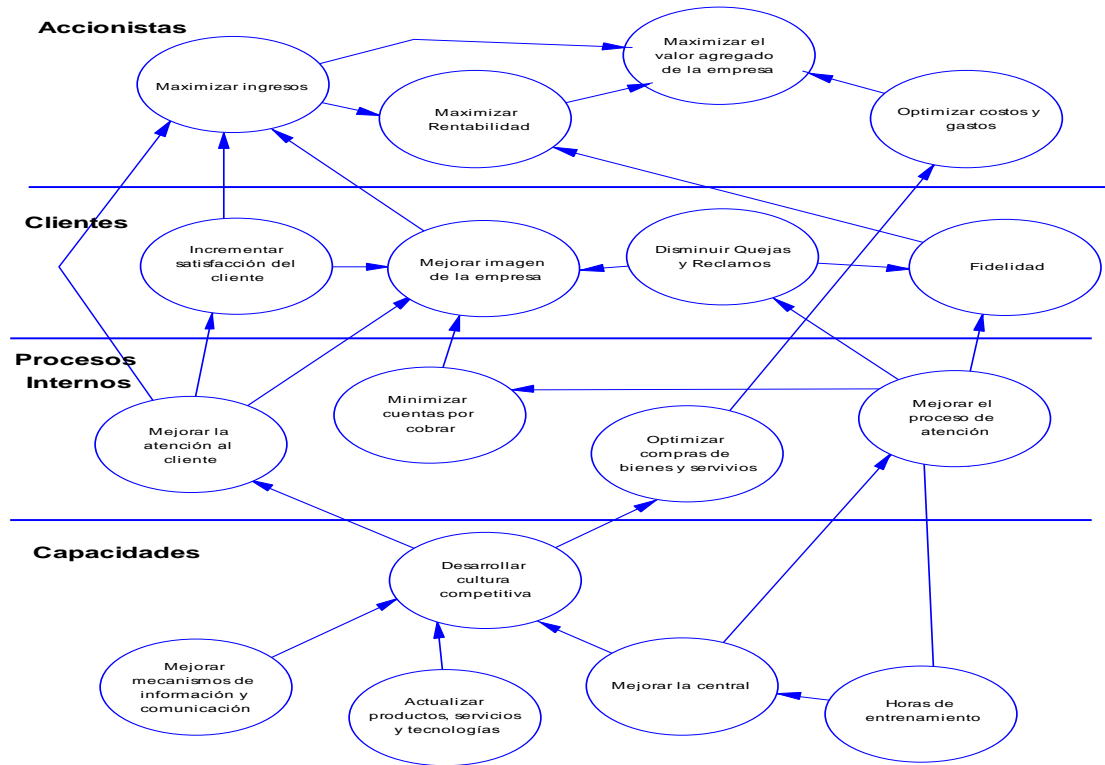 Accionistas
Maximizar ingresos
Maximizar
Rentabilidad
Maximizar el
valor agregado
de la empresa
Optimizar costos y
gastos
Clientes
Incrementar
satisfacción del
cliente
Mejorar imagen
de la empresa
Disminuir Quejas
y Reclamos
Fidelidad
Procesos
Internos
Mejorar la
atención al
cliente
Minimizar
cuentas por
cobrar
Optimizar
compras de
bienes y servivios
Mejorar el
proceso de
atención
Capacidades
Desarrollar
cultura
competitiva
Mejorar
mecanismos de
información y
comunicación
Actualizar
productos, servicios
y tecnologías
Mejorar la central
Horas de
entrenamiento